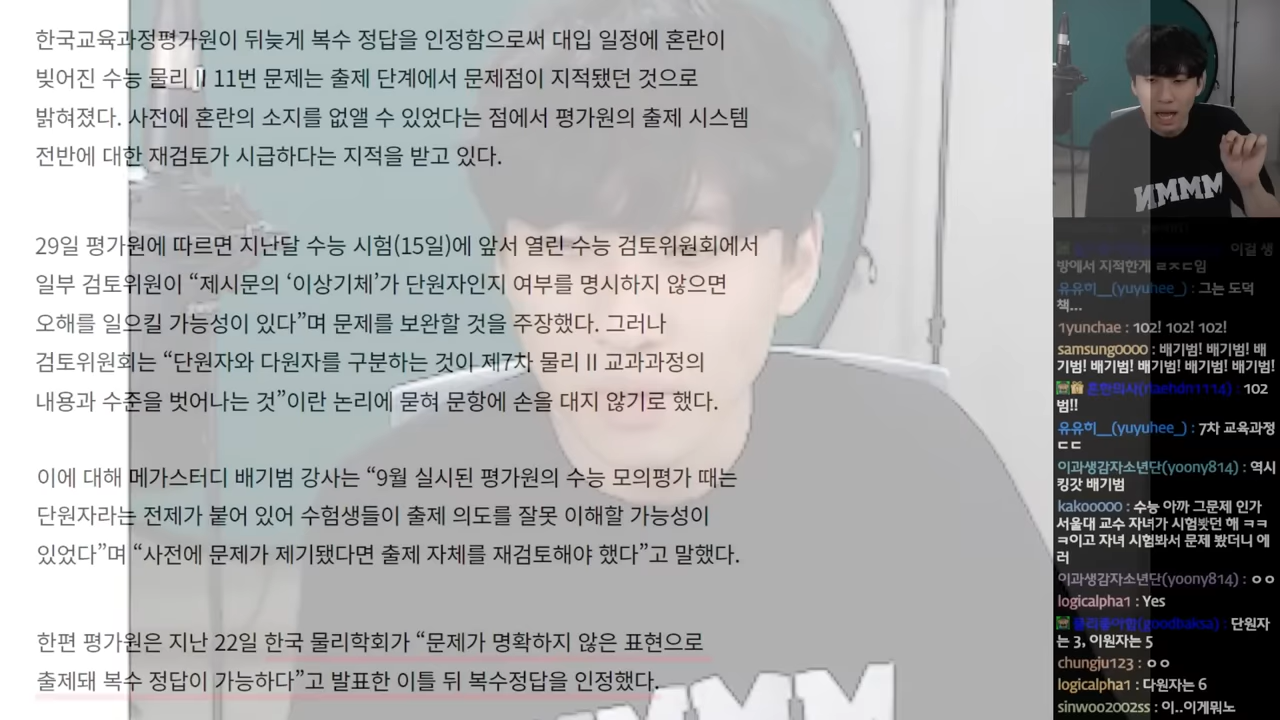 한국교육과정평가원이 뒤늦게 복수 정답을 인정함으로써 대입 일정에 혼란이
빚어진 수능 물리 II 11번 문제는 출제 단계에서 문제점이 지적됐던 것으로
밝혀졌다. 사전에 혼란의 소지를 없앨 수 있었다는 점에서 평가원의 출제 시스템
전반에 대한 재검토가 시급하다는 지적을 받고 있다.
29일 평가원에 따르면 지난달 수능 시험(15일)에 앞서 열린 수능 검토위원회에서
일부 검토위원이 “제시문의 ‘이상기체’가 단원자인지 여부를 명시하지 않으면
오해를 일으킬 가능성이 있다”며 문제를 보완할 것을 주장했다. 그러나
검토위원회는 “단원자와 다원자를 구분하는 것이 제7차 물리 II 교과과정의
내용과 수준을 벗어나는 것”이란 논리에 묻혀 문항에 손을 대지 않기로 했다.
이에 대해 메가스터디 배기범 강사는 “9월 실시된 평가원의 수능 모의평가 때는
단원자라는 전제가 붙어 있어 수험생들이 출제 의도를 잘못 이해할 가능성이
있었다”며 “사전에 문제가 제기됐다면 출제 자체를 재검토해야 했다”고 말했다.
한편 평가원은 지난 22일 한국 물리학회가 “문제가 명확하지 않은 표현으로
출제돼 복수 정답이 가능하다”고 발표한 이틀 뒤 복수정답을 인정했다.
ИMMM
이걸 생
방에서 지적한게 ㄹㅈㄷ임
유유히__(yuyuhee_) : 그는 도덕
책...
1yunchae : 102! 102! 102!
samsung0000 : 배기범! 배기범! 배
기범! 배기범! 배기범! 배기범! 배기범!
흔한의사(naehdn1114) : 102
범!!
유유히__(yuyuhee_) : 7차 교육과정
ㄷㄷ
이과생감자소년단(yoony814) : 역시
킹갓 배기범
kakoo000 : 수능 아까 그문제 인가
서울대 교수 자녀가 시험봣던 해 ㅋㅋ
ㅋ이고 자녀 시험봐서 문제 봤더니 에
러
이과생감자소년단(yoony814) : ㅇㅇ
logicalpha1 : Yes
물리좋아함(goodbaksa) : 단원자
는 3, 이원자는 5
chungju123 : ㅇㅇ
logicalpha1 : 다원자는 6
sinwoo2002ss : 이..이게뭐노